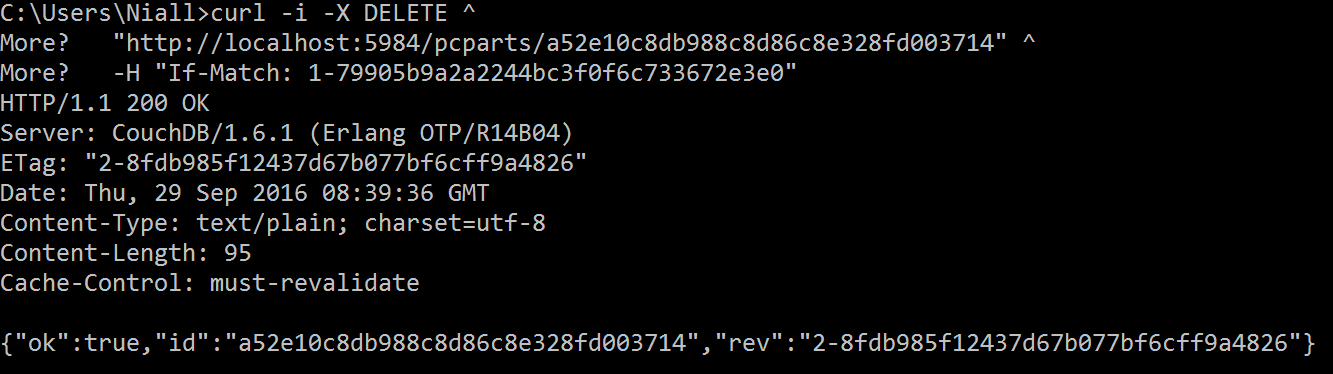 C:\Users\Niall>curl -i -X DELETE ^
More?   "http://localhost:5984/pcparts/a52e10c8db988c8d86c8e328fd003714" ^
More?   -H "If-Match: 1-79905b9a2a2244bc3f0f6c733672e3e0"
HTTP/1.1 200 OK
Server: CouchDB/1.6.1 (Erlang OTP/R14B04)
ETag: "2-8fdb985f12437d67b077bf6cff9a4826"
Date: Thu, 29 Sep 2016 08:39:36 GMT
Content-Type: text/plain; charset=utf-8
Content-Length: 95
Cache-Control: must-revalidate
{"ok":true,"id":"a52e10c8db988c8d86c8e328fd003714","rev":"2-8fdb985f12437d67b077bf6cff9a4826"}